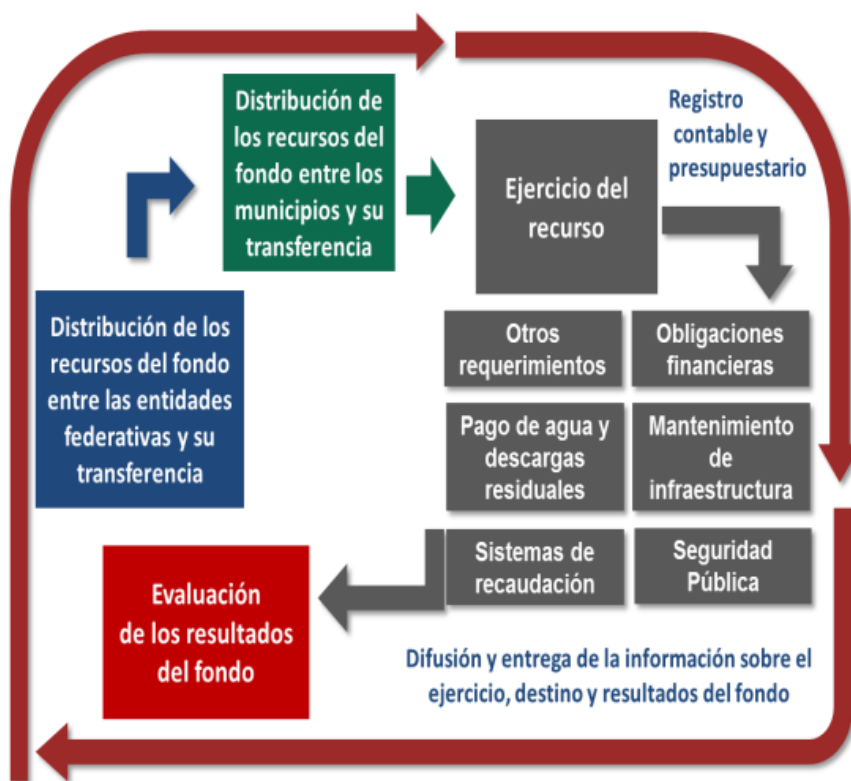 Distribución de
los recursos del
fondo entre los
municipios y su
transferencia
Registro
contable y
presupuestario
Ejercicio del
recurso
Distribución de los
recursos del fondo
entre las entidades
federativas y su
transferencia
Otros
requerimientos
Obligaciones
financieras
Pago de agua y
descargas
residuales
Mantenimiento
de
infraestructura
Sistemas de
recaudación
Seguridad
Pública
Evaluación
de los resultados
del fondo
Difusión y entrega de la información sobre el
ejercicio, destino y resultados del fondo